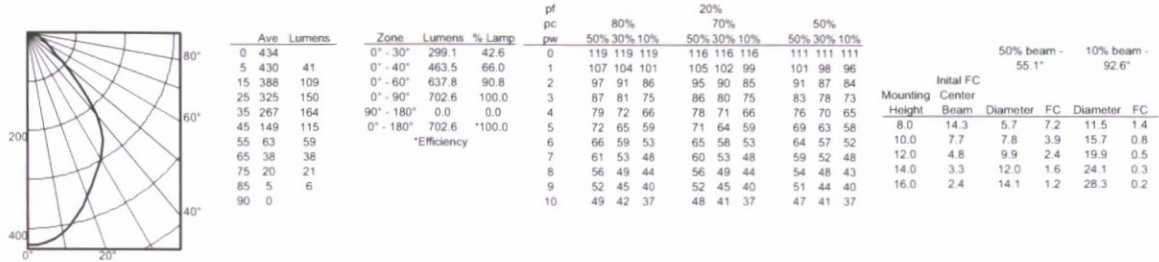 80°
60°
40°
200
400
0° 20°
Ave Lumens
0 434
5 430 41
15 388 109
25 325 150
35 267 164
45 149 115
55 63 59
65 38 38
75 20 21
85 5 6
90 0
Zone Lumens % Lamp
0° - 30° 299.1 42.6
0° - 40° 463.5 66.0
0° - 60° 637.8 90.8
0° - 90° 702.6 100.0
90° - 180° 0.0 0.0
0° - 180° 702.6 *100.0
*Efficiency
pf 20%
pc 80% 70% 50%
pw 50% 30% 10% 50% 30% 10% 50% 30% 10%
0 119 119 119 116 116 116 111 111 111
1 107 104 101 105 102 99 101 98 96
2 97 91 86 95 90 85 91 87 84
3 87 81 75 86 80 75 83 78 73
4 79 72 66 78 71 66 76 70 65
5 72 65 59 71 64 59 69 63 58
6 66 59 53 65 58 53 64 57 52
7 61 53 48 60 53 48 59 52 48
8 56 49 44 56 49 44 54 48 43
9 52 45 40 52 45 40 51 44 40
10 49 42 37 48 41 37 47 41 37
50% beam - 10% beam -
55.1° 92.6°
Inital FC
Mounting Center
Height Beam Diameter FC Diameter FC
8.0 14.3 5.7 7.2 11.5 1.4
10.0 7.7 7.8 3.9 15.7 0.8
12.0 4.8 9.9 2.4 19.9 0.5
14.0 3.3 12.0 1.6 24.1 0.3
16.0 2.4 14.1 1.2 28.3 0.2